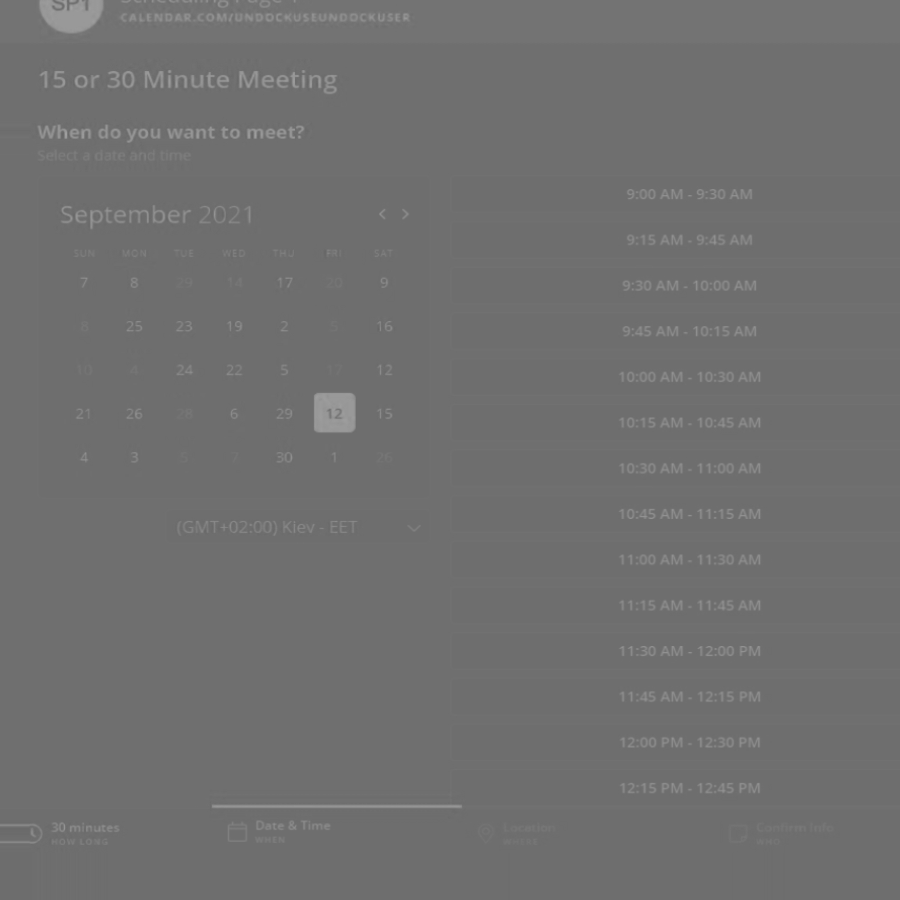 SP1
Scheduling Page 1
CALENDAR.COM/UNDOCKUSEUNDOCKUSER
15 or 30 Minute Meeting
When do you want to meet?
Select a date and time
September 2021
SUN MON TUE WED THU FRI SAT
7 8 29 14 17 20 9
8 25 23 19 2 5 16
10 4 24 22 5 17 12
21 26 28 6 29 12 15
4 3 5 7 30 1 26
(GMT+02:00) Kiev - EET
9:00 AM - 9:30 AM
9:15 AM - 9:45 AM
9:30 AM - 10:00 AM
9:45 AM - 10:15 AM
10:00 AM - 10:30 AM
10:15 AM - 10:45 AM
10:30 AM - 11:00 AM
10:45 AM - 11:15 AM
11:00 AM - 11:30 AM
11:15 AM - 11:45 AM
11:30 AM - 12:00 PM
11:45 AM - 12:15 PM
12:00 PM - 12:30 PM
12:15 PM - 12:45 PM
30 minutes
HOW LONG
Date & Time
WHEN
Location
WHERE
Confirm Info
WHO